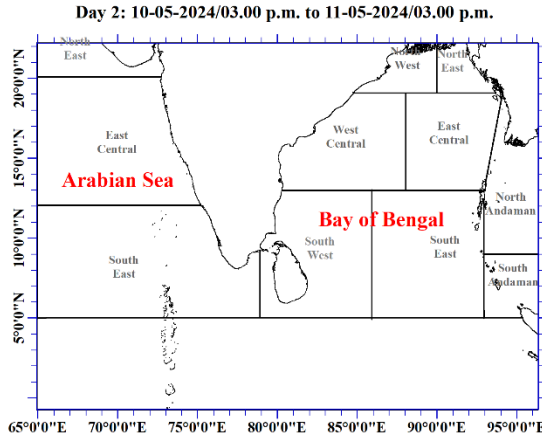 Day 2: 10-05-2024/03.00 p.m. to 11-05-2024/03.00 p.m.
North
East
North
West
North
East
East
Central
West
Central
East
Central
Arabian Sea
Bay of Bengal
North
Andaman
South
East
South
West
South
East
South
Andaman
20°0'0"N
15°0'0"N
10°0'0"N
5°0'0"N
65°0'0"E
70°0'0"E
75°0'0"E
80°0'0"E
85°0'0"E
90°0'0"E
95°0'0"E